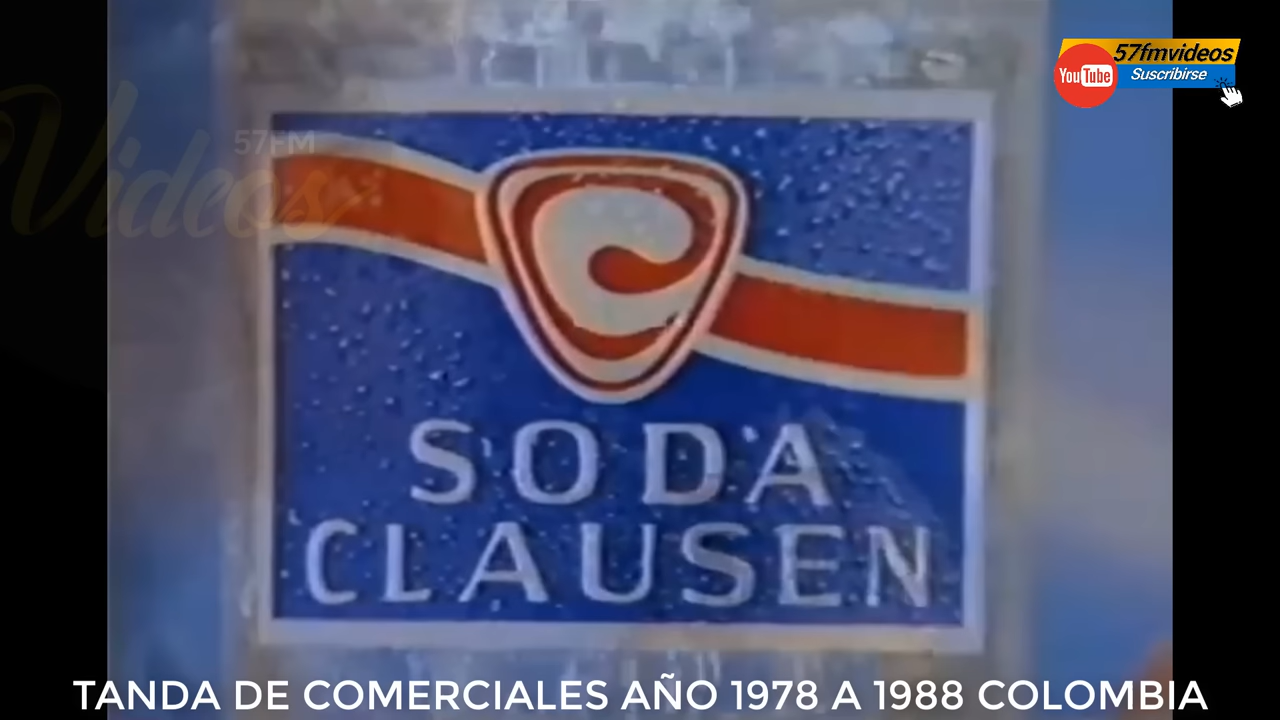 57fmvideos
YouTube
Suscribirse
57FM
Videos
C
SODA
CLAUSEN
TANDA DE COMERCIALES AÑO 1978 A 1988 COLOMBIA